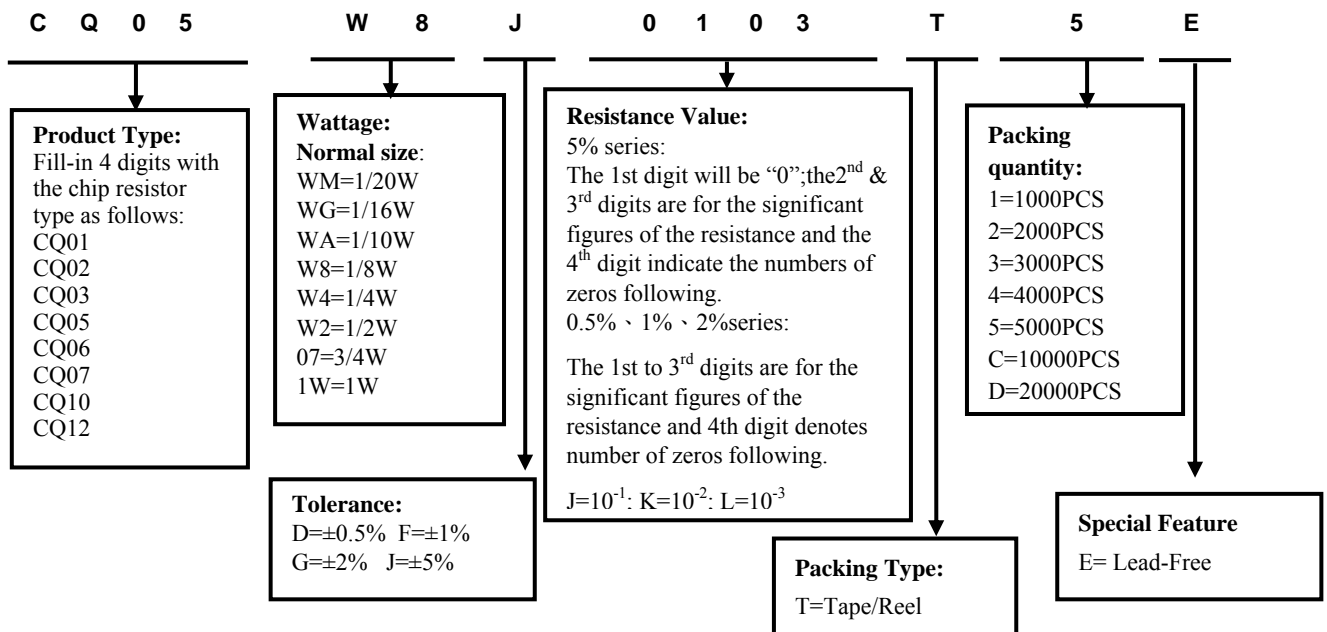 C Q 0 5 W 8 J 0 1 0 3 T 5 E
Product Type:
Fill-in 4 digits with
the chip resistor
type as follows:
CQ01
CQ02
CQ03
CQ05
CQ06
CQ07
CQ10
CQ12
Wattage:
Normal size:
WM=1/20W
WG=1/16W
WA=1/10W
W8=1/8W
W4=1/4W
W2=1/2W
07=3/4W
1W=1W
Tolerance:
D=±0.5% F=±1%
G=±2% J=±5%
Resistance Value:
5% series:
The 1st digit will be “0”;the2nd &
3rd digits are for the significant
figures of the resistance and the
4th digit indicate the numbers of
zeros following.
0.5%、1%、2%series:
The 1st to 3rd digits are for the
significant figures of the
resistance and 4th digit denotes
number of zeros following.
J=10-1: K=10-2: L=10-3
Packing Type:
T=Tape/Reel
Packing
quantity:
1=1000PCS
2=2000PCS
3=3000PCS
4=4000PCS
5=5000PCS
C=10000PCS
D=20000PCS
Special Feature
E= Lead-Free